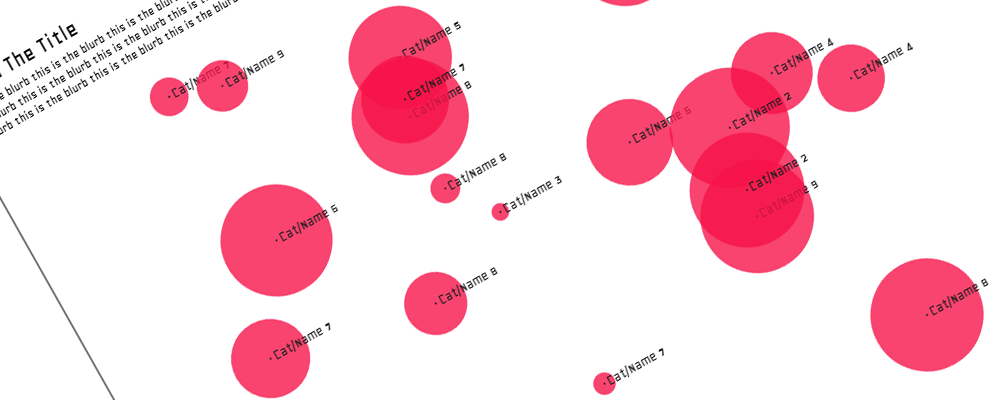 The Title
blurb this is the blurb this is the blurb this
blurb this is the blurb this is the blurb this is the
blurb this is the blurb this is the blurb this is the blurb
this is the blurb this is the blurb this is the blurb
Cat/Name 7
Cat/Name 9
Cat/Name 5
Cat/Name 7
Cat/Name 8
Cat/Name 4
Cat/Name 4
Cat/Name 2
Cat/Name
Cat/Name 2
Cat/Name 9
Cat/Name 8
Cat/Name 3
Cat/Name 6
Cat/Name 8
Cat/Name 8
Cat/Name 7
Cat/Name 7